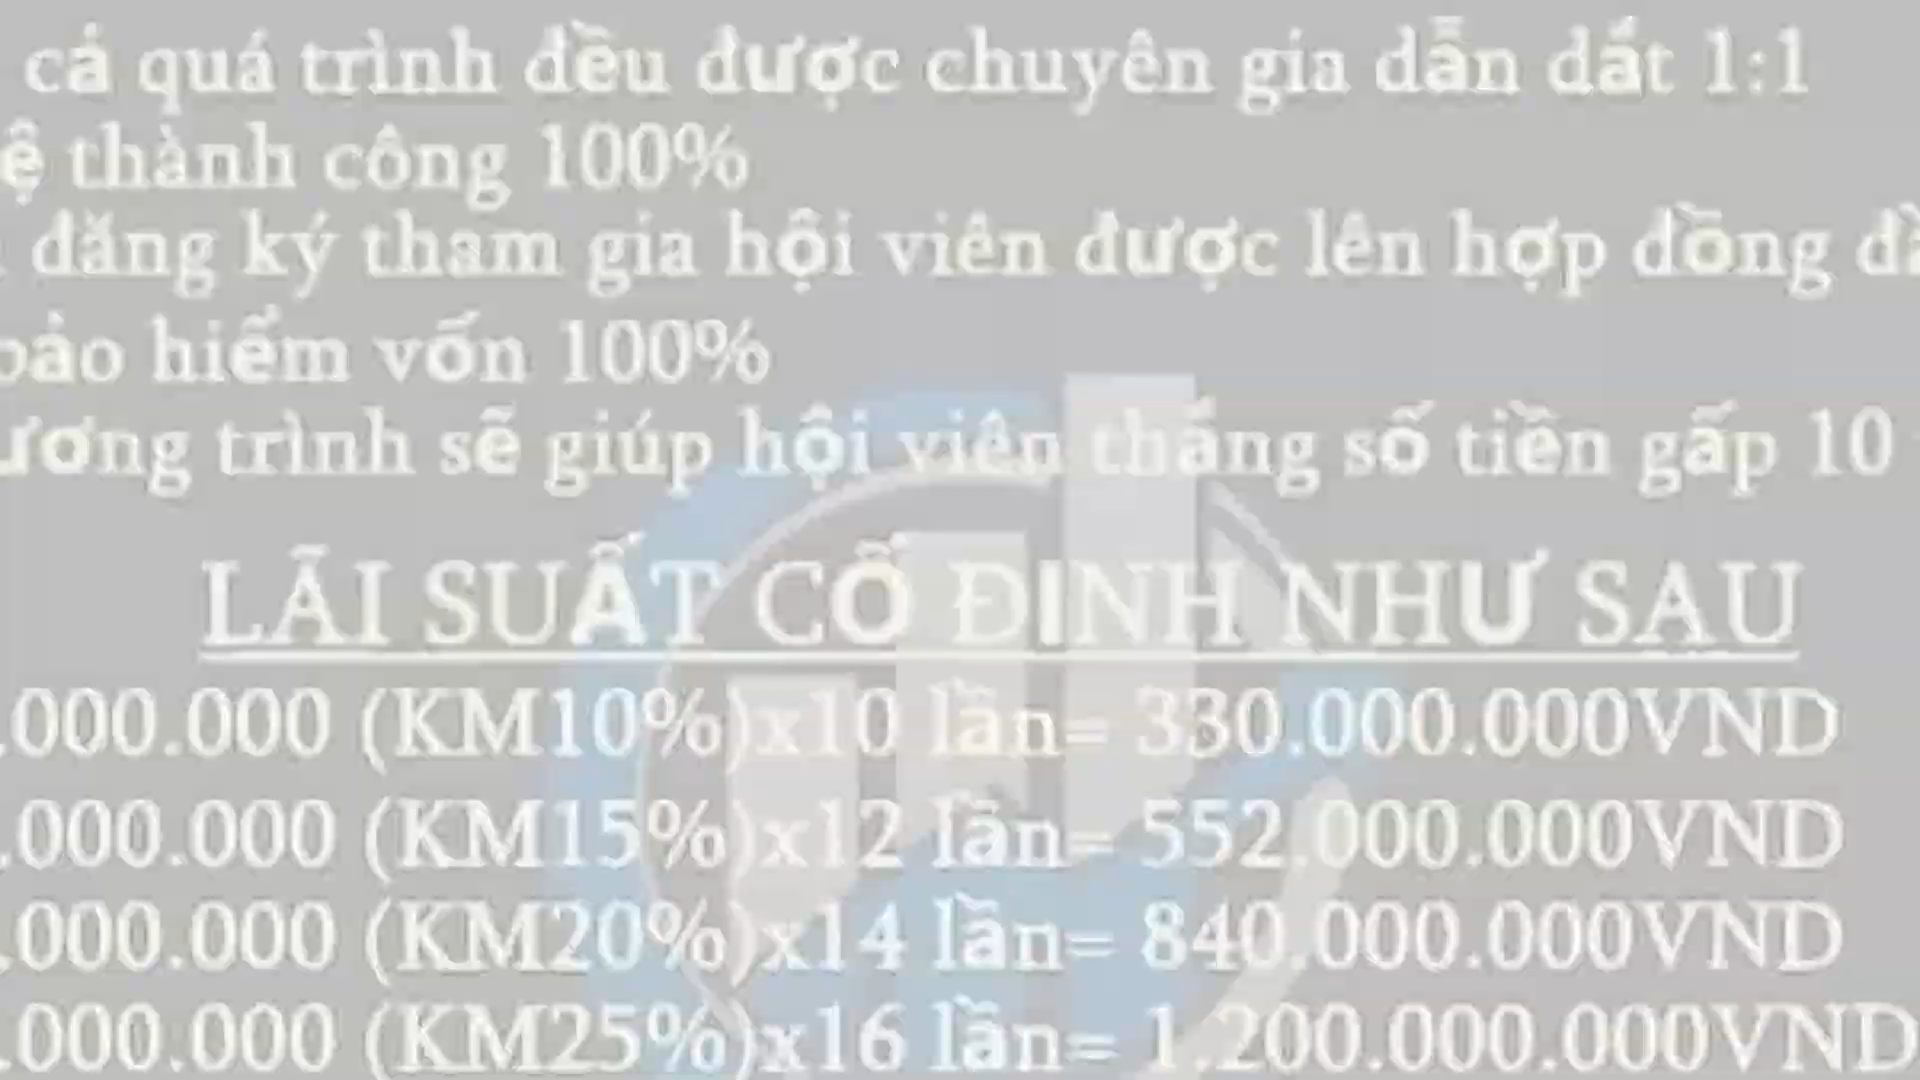 cả quá trình đều được chuyên gia dẫn dắt 1:1
thành công 100%
đăng ký tham gia hội viên được lên hợp đồng
hiểm vốn 100%
trình sẽ giúp hội viên thắng số tiền gấp 10
LÃI SUẤT CỐ ĐỊNH NHƯ SAU
.000.000 (KM10%)x10 lần= 330.000.000VND
.000.000 (KM15%)x12 lần= 552.000.000VND
.000.000 (KM20%)x14 lần= 840.000.000VND
.000.000 (KM25%)x16 lần= 1.200.000.000VND